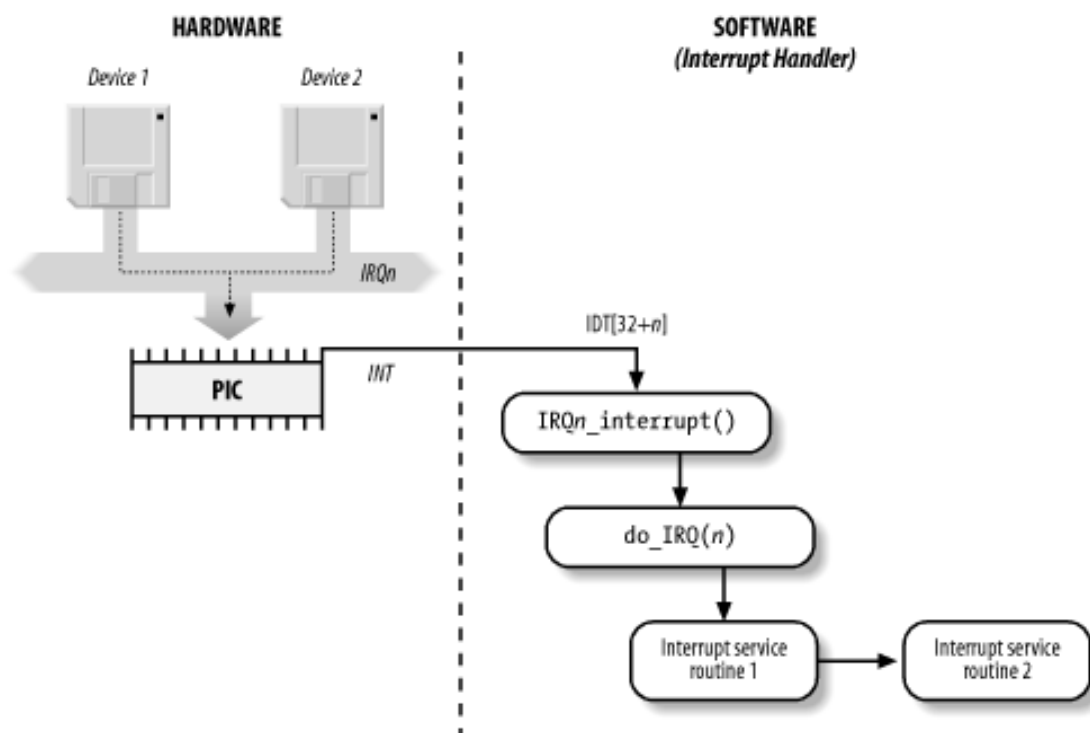 HARDWARE
SOFTWARE
(Interrupt Handler)
Device 1
Device 2
IRQn
IDT[32+n]
INT
PIC
IRQn_interrupt()
do_IRQ(n)
Interrupt service
routine 1
Interrupt service
routine 2